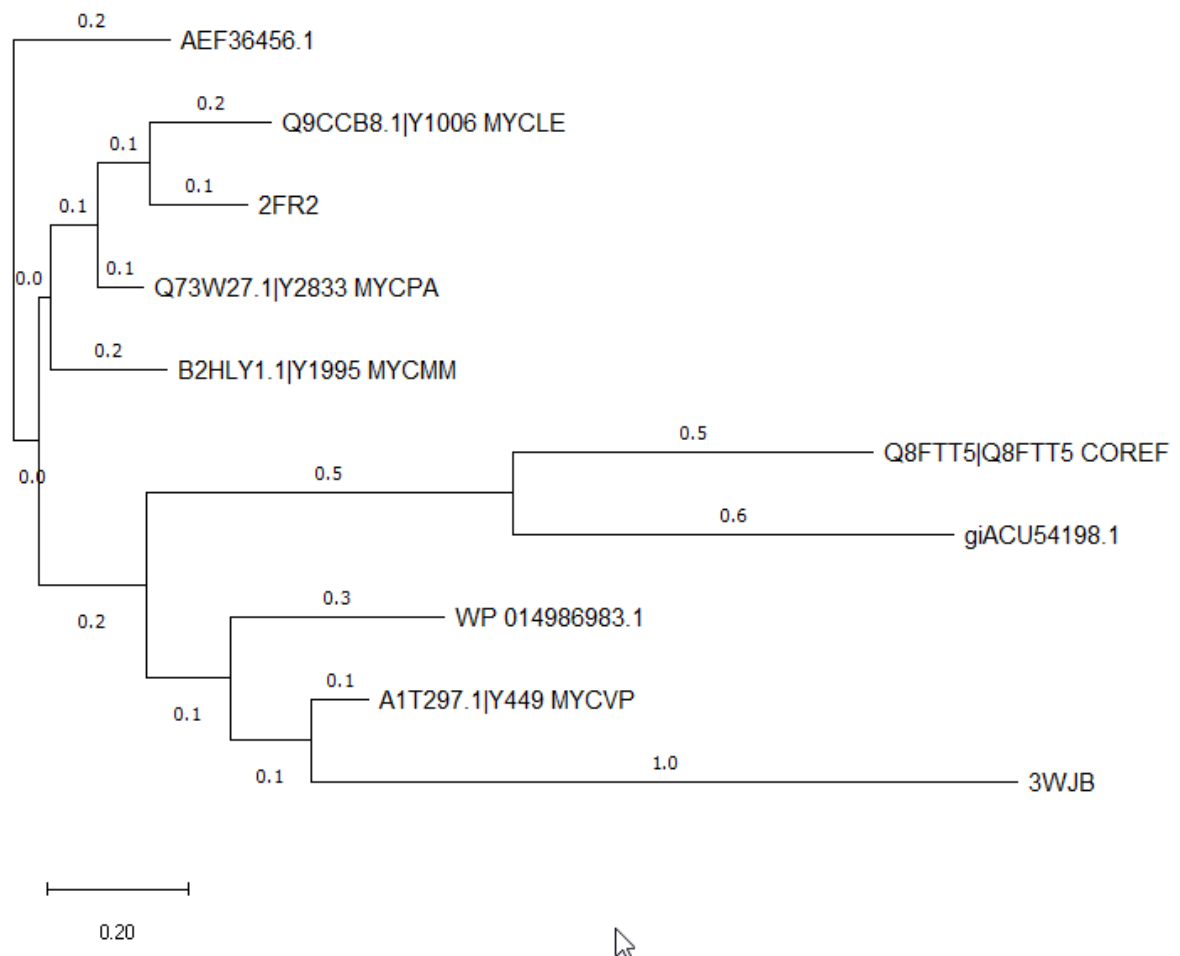 0.2
AEF36456.1
0.2
Q9CCB8.1|Y1006 MYCLE
0.1
0.1
2FR2
0.1
0.1
Q73W27.1|Y2833 MYCPA
0.0
0.2
B2HLY1.1|Y1995 MYCMM
0.5
Q8FTT5|Q8FTT5 COREF
0.0
0.5
0.6
giACU54198.1
0.3
WP 014986983.1
0.2
0.1
A1T297.1|Y449 MYCVP
0.1
1.0
3WJB
0.1
0.20